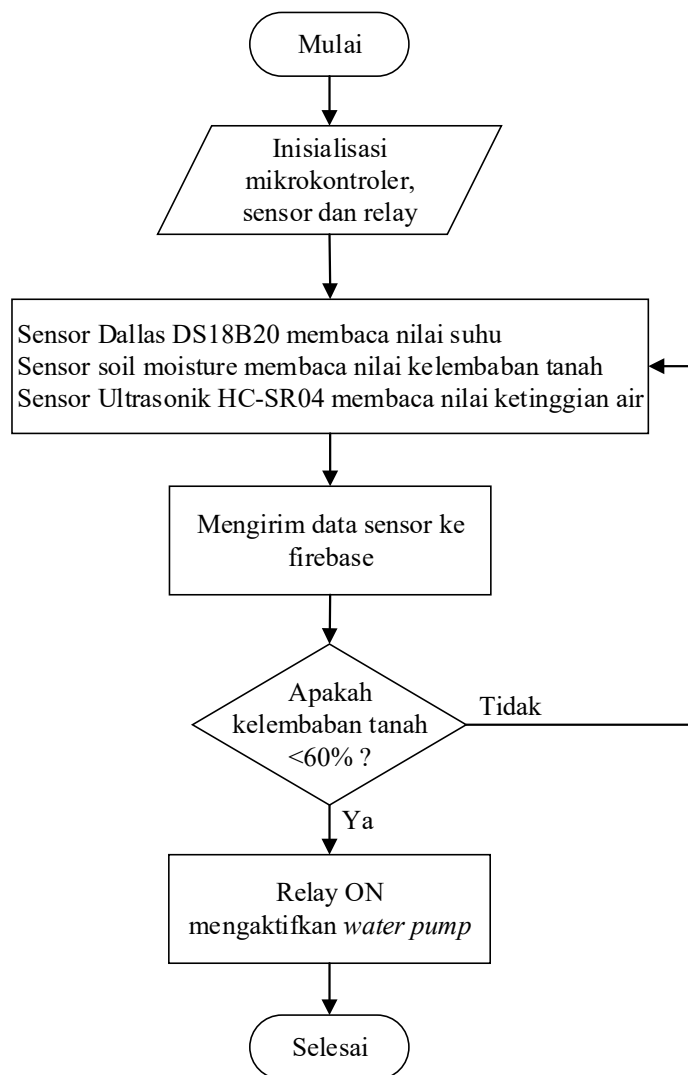 Mulai
Inisialisasi
mikrokontroler,
sensor dan relay
Sensor Dallas DS18B20 membaca nilai suhu
Sensor soil moisture membaca nilai kelembaban tanah
Sensor Ultrasonik HC-SR04 membaca nilai ketinggian air
Mengirim data sensor ke
firebase
Apakah
kelembaban tanah
<60% ?
Tidak
Ya
Relay ON
mengaktifkan water pump
Selesai